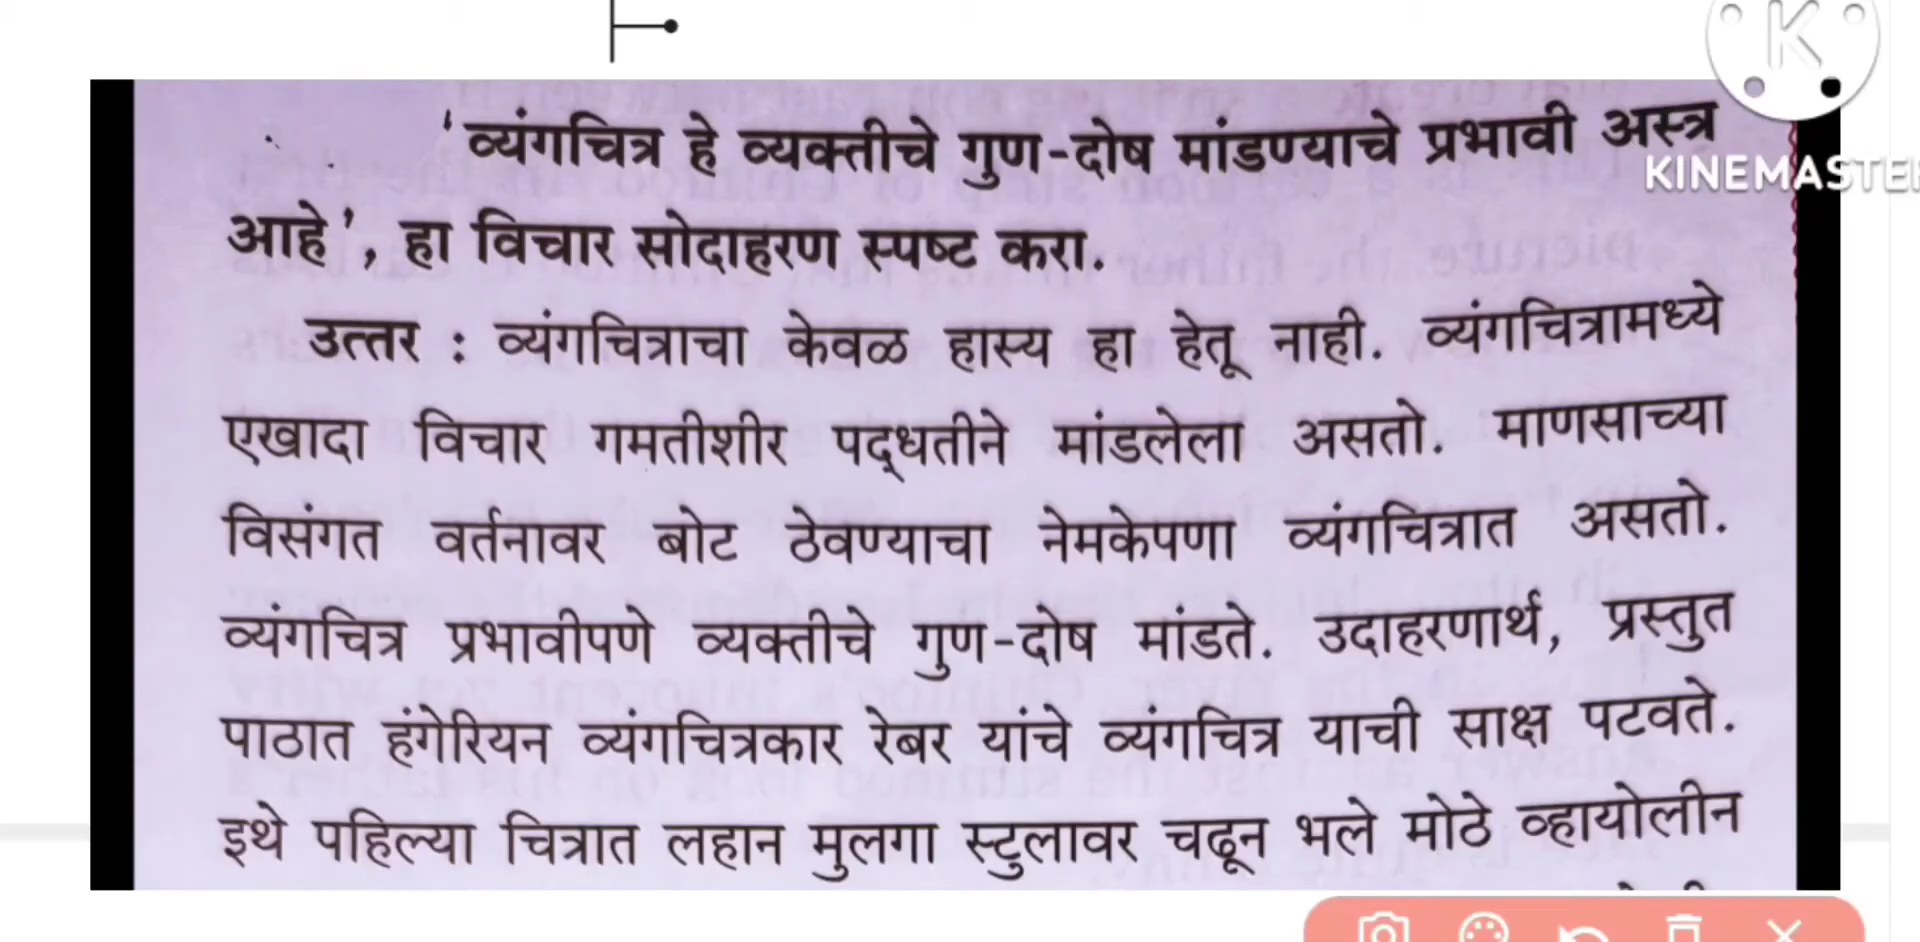 'व्यंगचित्र हे व्यक्तीचे गुण-दोष मांडण्याचे प्रभावी अस्त्र
KINEMASTER
आहे', हा विचार सोदाहरण स्पष्ट करा.
उत्तर : व्यंगचित्राचा केवळ हास्य हा हेतू नाही. व्यंगचित्रामध्ये
एखादा विचार गमतीशीर पद्धतीने मांडलेला असतो. माणसाच्या
विसंगत वर्तनावर बोट ठेवण्याचा नेमकेपणा व्यंगचित्रात असतो.
व्यंगचित्र प्रभावीपणे व्यक्तीचे गुण-दोष मांडते. उदाहरणार्थ, प्रस्तुत
पाठात हंगेरियन व्यंगचित्रकार रेबर यांचे व्यंगचित्र याची साक्ष पटवते.
इथे पहिल्या चित्रात लहान मुलगा स्टुलावर चढून भले मोठे व्हायोलीन